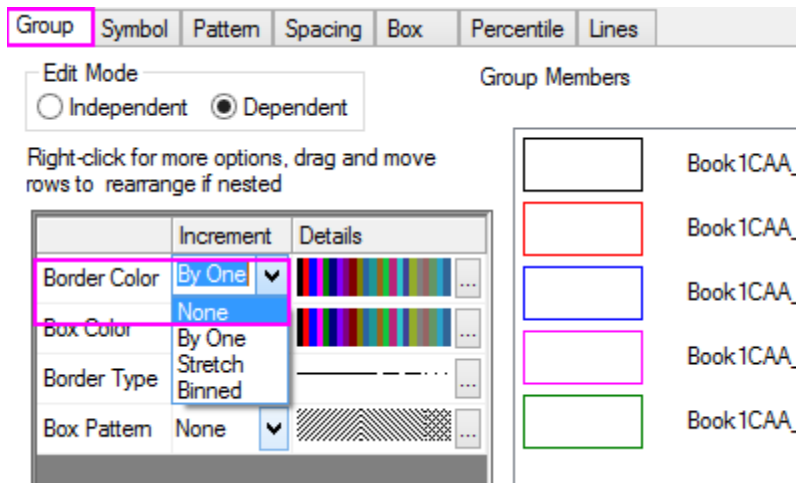 Group Symbol Pattern Spacing Box Percentile Lines
Edit Mode
Independent Dependent
Group Members
Right-click for more options, drag and move
rows to rearrange if nested
Increment Details
Border Color By One ...
None
Box Color ...
By One
Stretch
Border Type ...
Binned
Box Pattern None ...
Book1CAA_
Book1CAA_
Book1CAA_
Book1CAA_
Book1CAA_